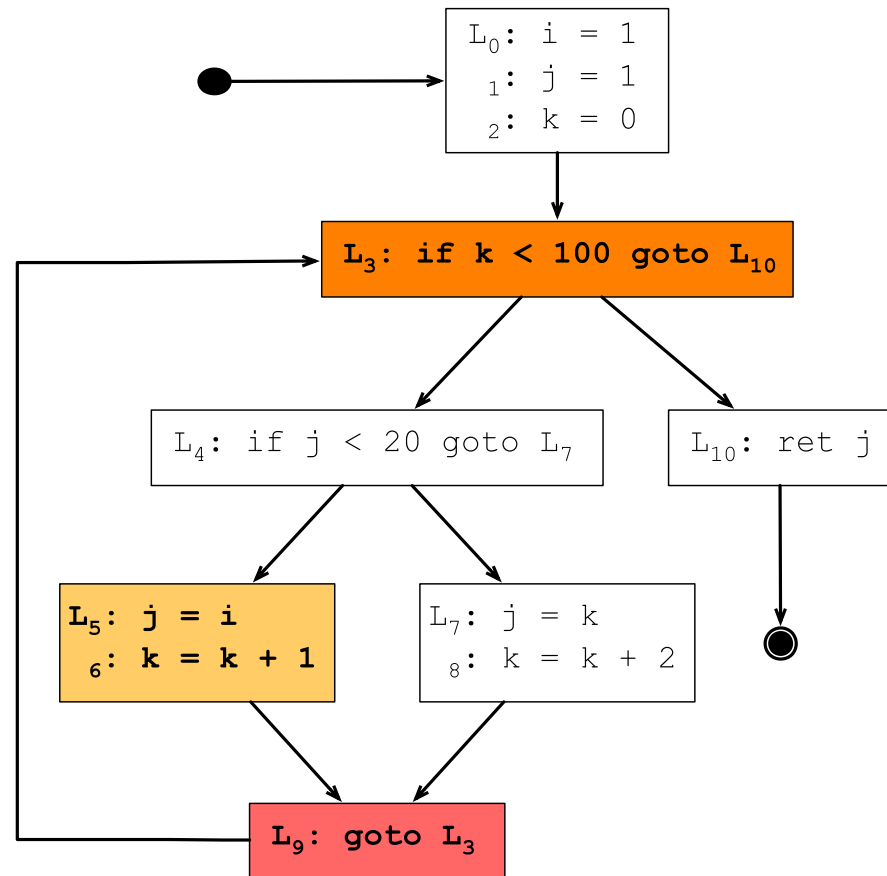 L₀: i = 1
₁: j = 1
₂: k = 0
L₃: if k < 100 goto L₁₀
L₄: if j < 20 goto L₇
L₁₀: ret j
L₅: j = i
₆: k = k + 1
L₇: j = k
₈: k = k + 2
L₉: goto L₃